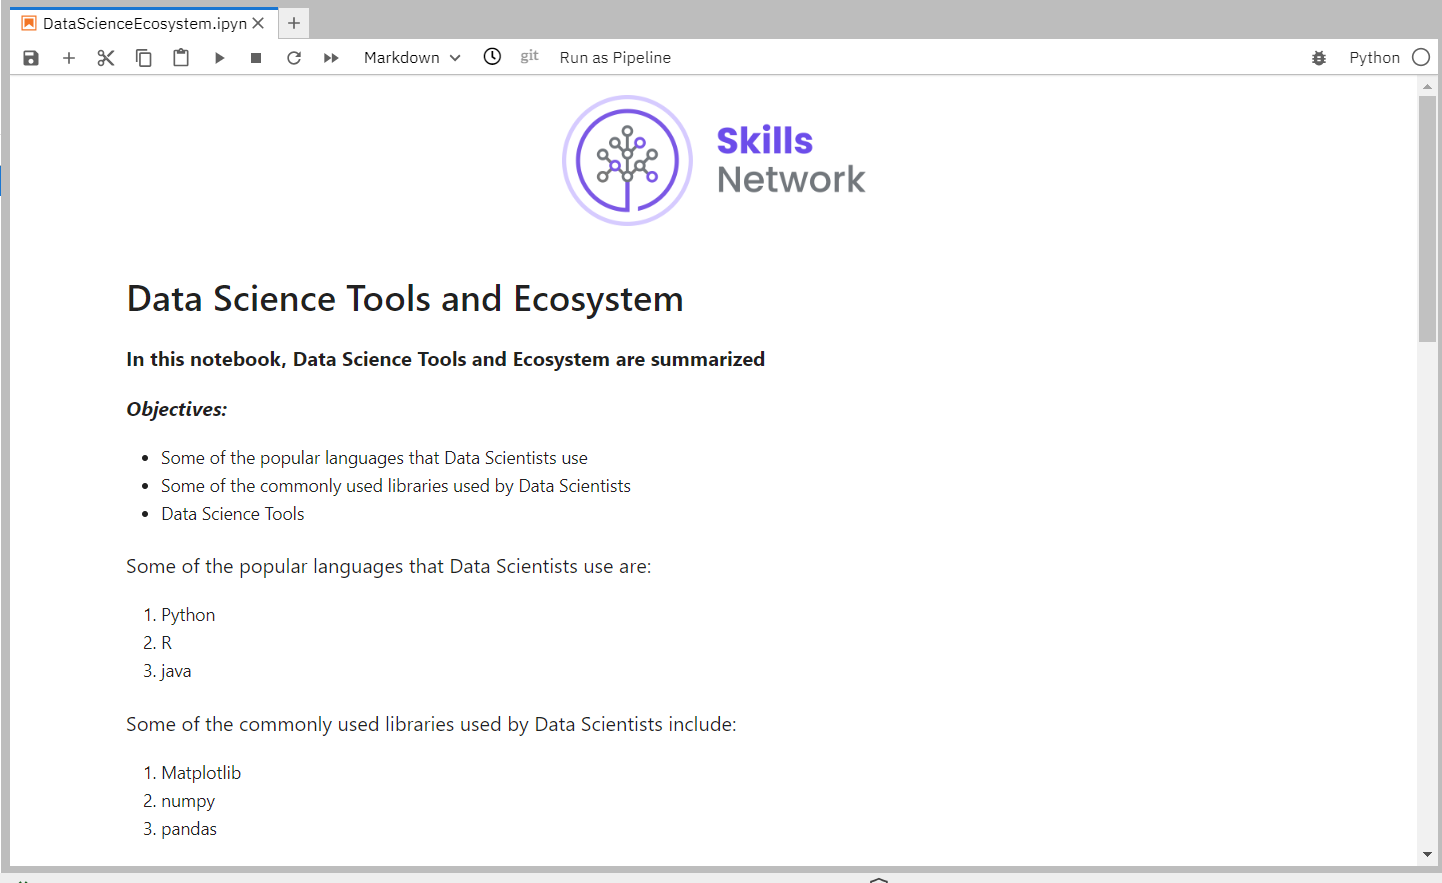 DataScienceEcosystem.ipyn
Markdown git Run as Pipeline Python
Skills
Network
Data Science Tools and Ecosystem
In this notebook, Data Science Tools and Ecosystem are summarized
Objectives:
• Some of the popular languages that Data Scientists use
• Some of the commonly used libraries used by Data Scientists
• Data Science Tools
Some of the popular languages that Data Scientists use are:
1. Python
2. R
3. java
Some of the commonly used libraries used by Data Scientists include:
1. Matplotlib
2. numpy
3. pandas